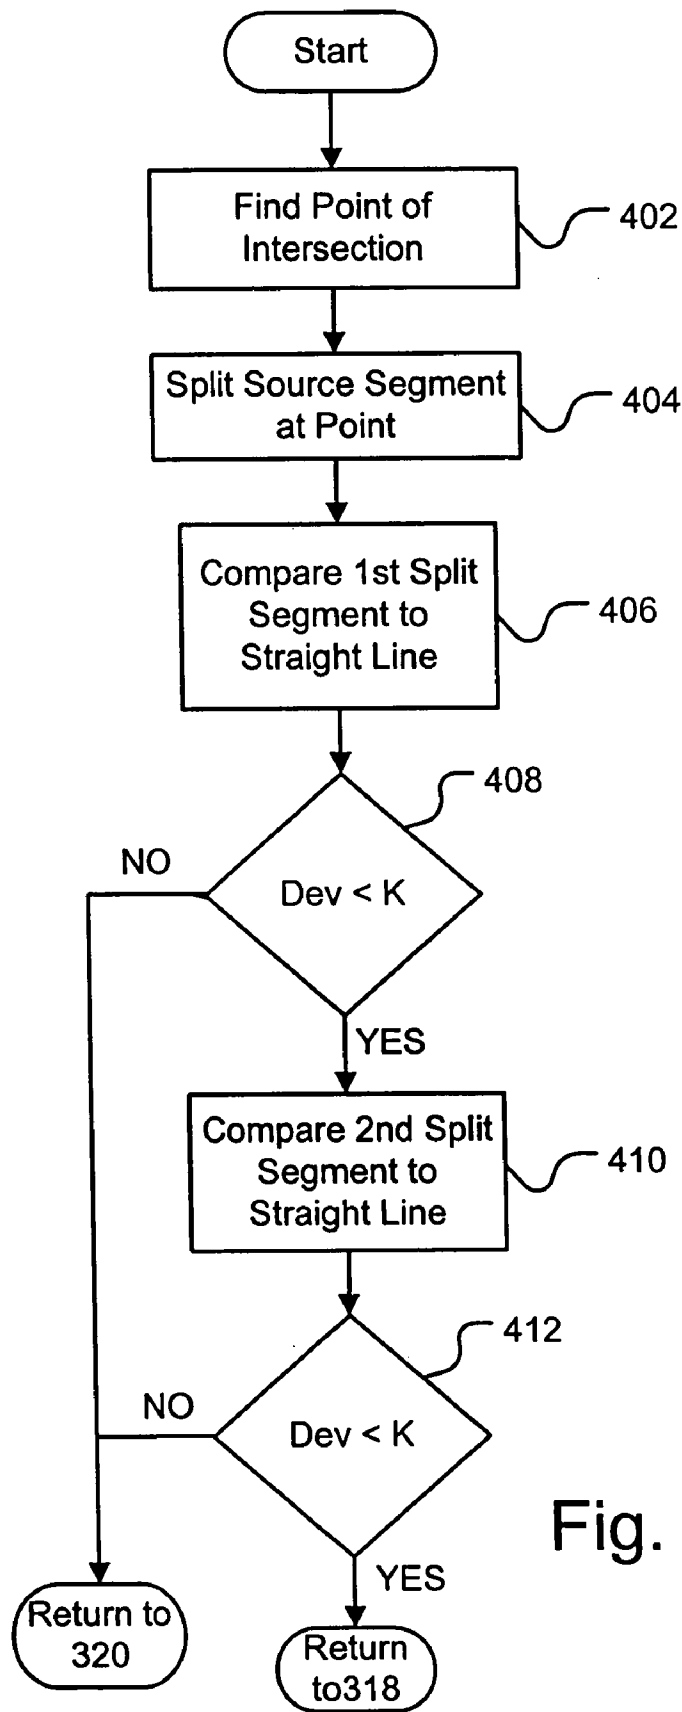 Start
Find Point of
Intersection
402
Split Source Segment
at Point
404
Compare 1st Split
Segment to
Straight Line
406
408
NO
Dev < K
YES
Compare 2nd Split
Segment to
Straight Line
410
412
NO
Dev < K
YES
Fig.
Return to
320
Return
to318